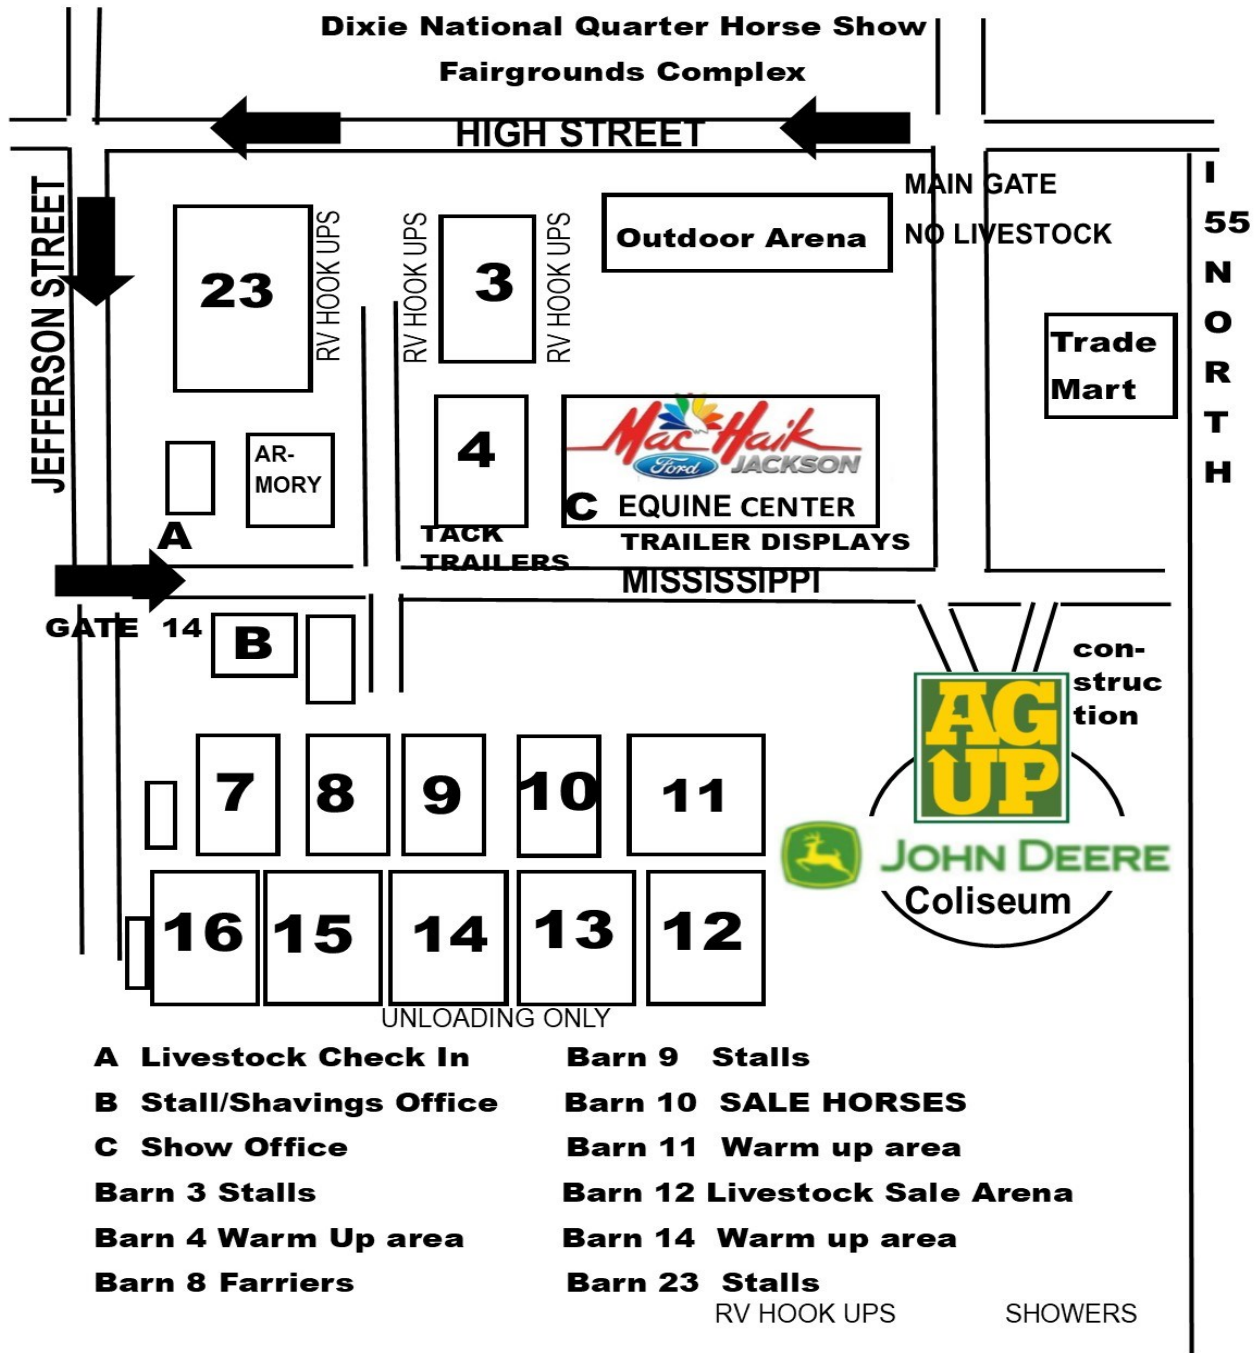 Dixie National Quarter Horse Show
Fairgrounds Complex
HIGH STREET
JEFFERSON STREET
MAIN GATE
NO LIVESTOCK
I
55
N
O
R
T
H
23
RV HOOK UPS
RV HOOK UPS
3
RV HOOK UPS
Outdoor Arena
Trade
Mart
AR-
MORY
A
4
TACK
TRAILERS
Mac Haik
Ford JACKSON
C EQUINE CENTER
TRAILER DISPLAYS
MISSISSIPPI
GATE 14
B
con-
struc
tion
AG
UP
JOHN DEERE
Coliseum
7
8
9
10
11
16
15
14
13
12
UNLOADING ONLY
A Livestock Check In
B Stall/Shavings Office
C Show Office
Barn 3 Stalls
Barn 4 Warm Up area
Barn 8 Farriers
Barn 9 Stalls
Barn 10 SALE HORSES
Barn 11 Warm up area
Barn 12 Livestock Sale Arena
Barn 14 Warm up area
Barn 23 Stalls
RV HOOK UPS SHOWERS